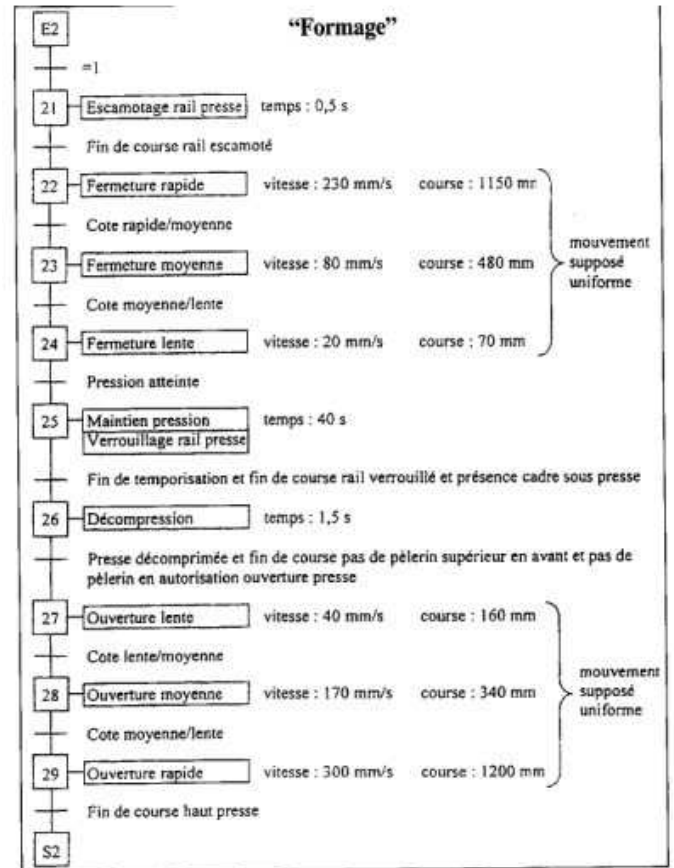 E2
“Formage”
=1
21 Escamotage rail presse temps : 0,5 s
Fin de course rail escamoté
22 Fermeture rapide vitesse : 230 mm/s course : 1150 mr
Cote rapide/moyenne
23 Fermeture moyenne vitesse : 80 mm/s course : 480 mm
mouvement
supposé
uniforme
Cote moyenne/lente
24 Fermeture lente vitesse : 20 mm/s course : 70 mm
Pression atteinte
25 Maintien pression temps : 40 s
Verrouillage rail presse
Fin de temporisation et fin de course rail verrouillé et présence cadre sous presse
26 Décompression temps : 1,5 s
Presse décomprimée et fin de course pas de pèlerin supérieur en avant et pas de
pèlerin en autorisation ouverture presse
27 Ouverture lente vitesse : 40 mm/s course : 160 mm
Cote lente/moyenne
28 Ouverture moyenne vitesse : 170 mm/s course : 340 mm
mouvement
supposé
uniforme
Cote moyenne/lente
29 Ouverture rapide vitesse : 300 mm/s course : 1200 mm
Fin de course haut presse
S2